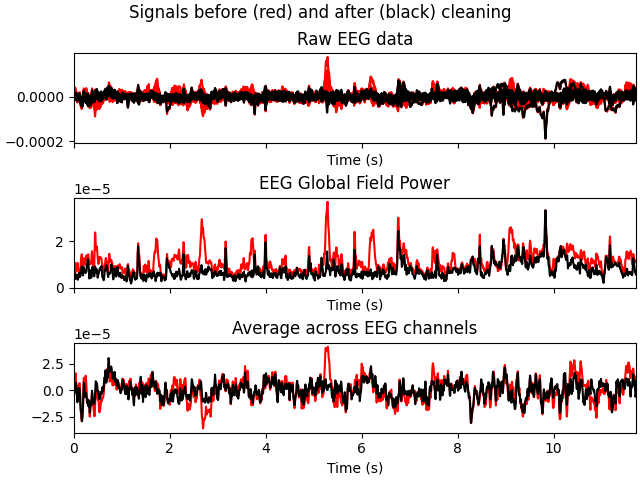 Signals before (red) and after (black) cleaning
Raw EEG data
0.0000
−0.0002
Time (s)
EEG Global Field Power
1e−5
2
0
Time (s)
Average across EEG channels
1e−5
2.5
0.0
−2.5
0 2 4 6 8 10
Time (s)